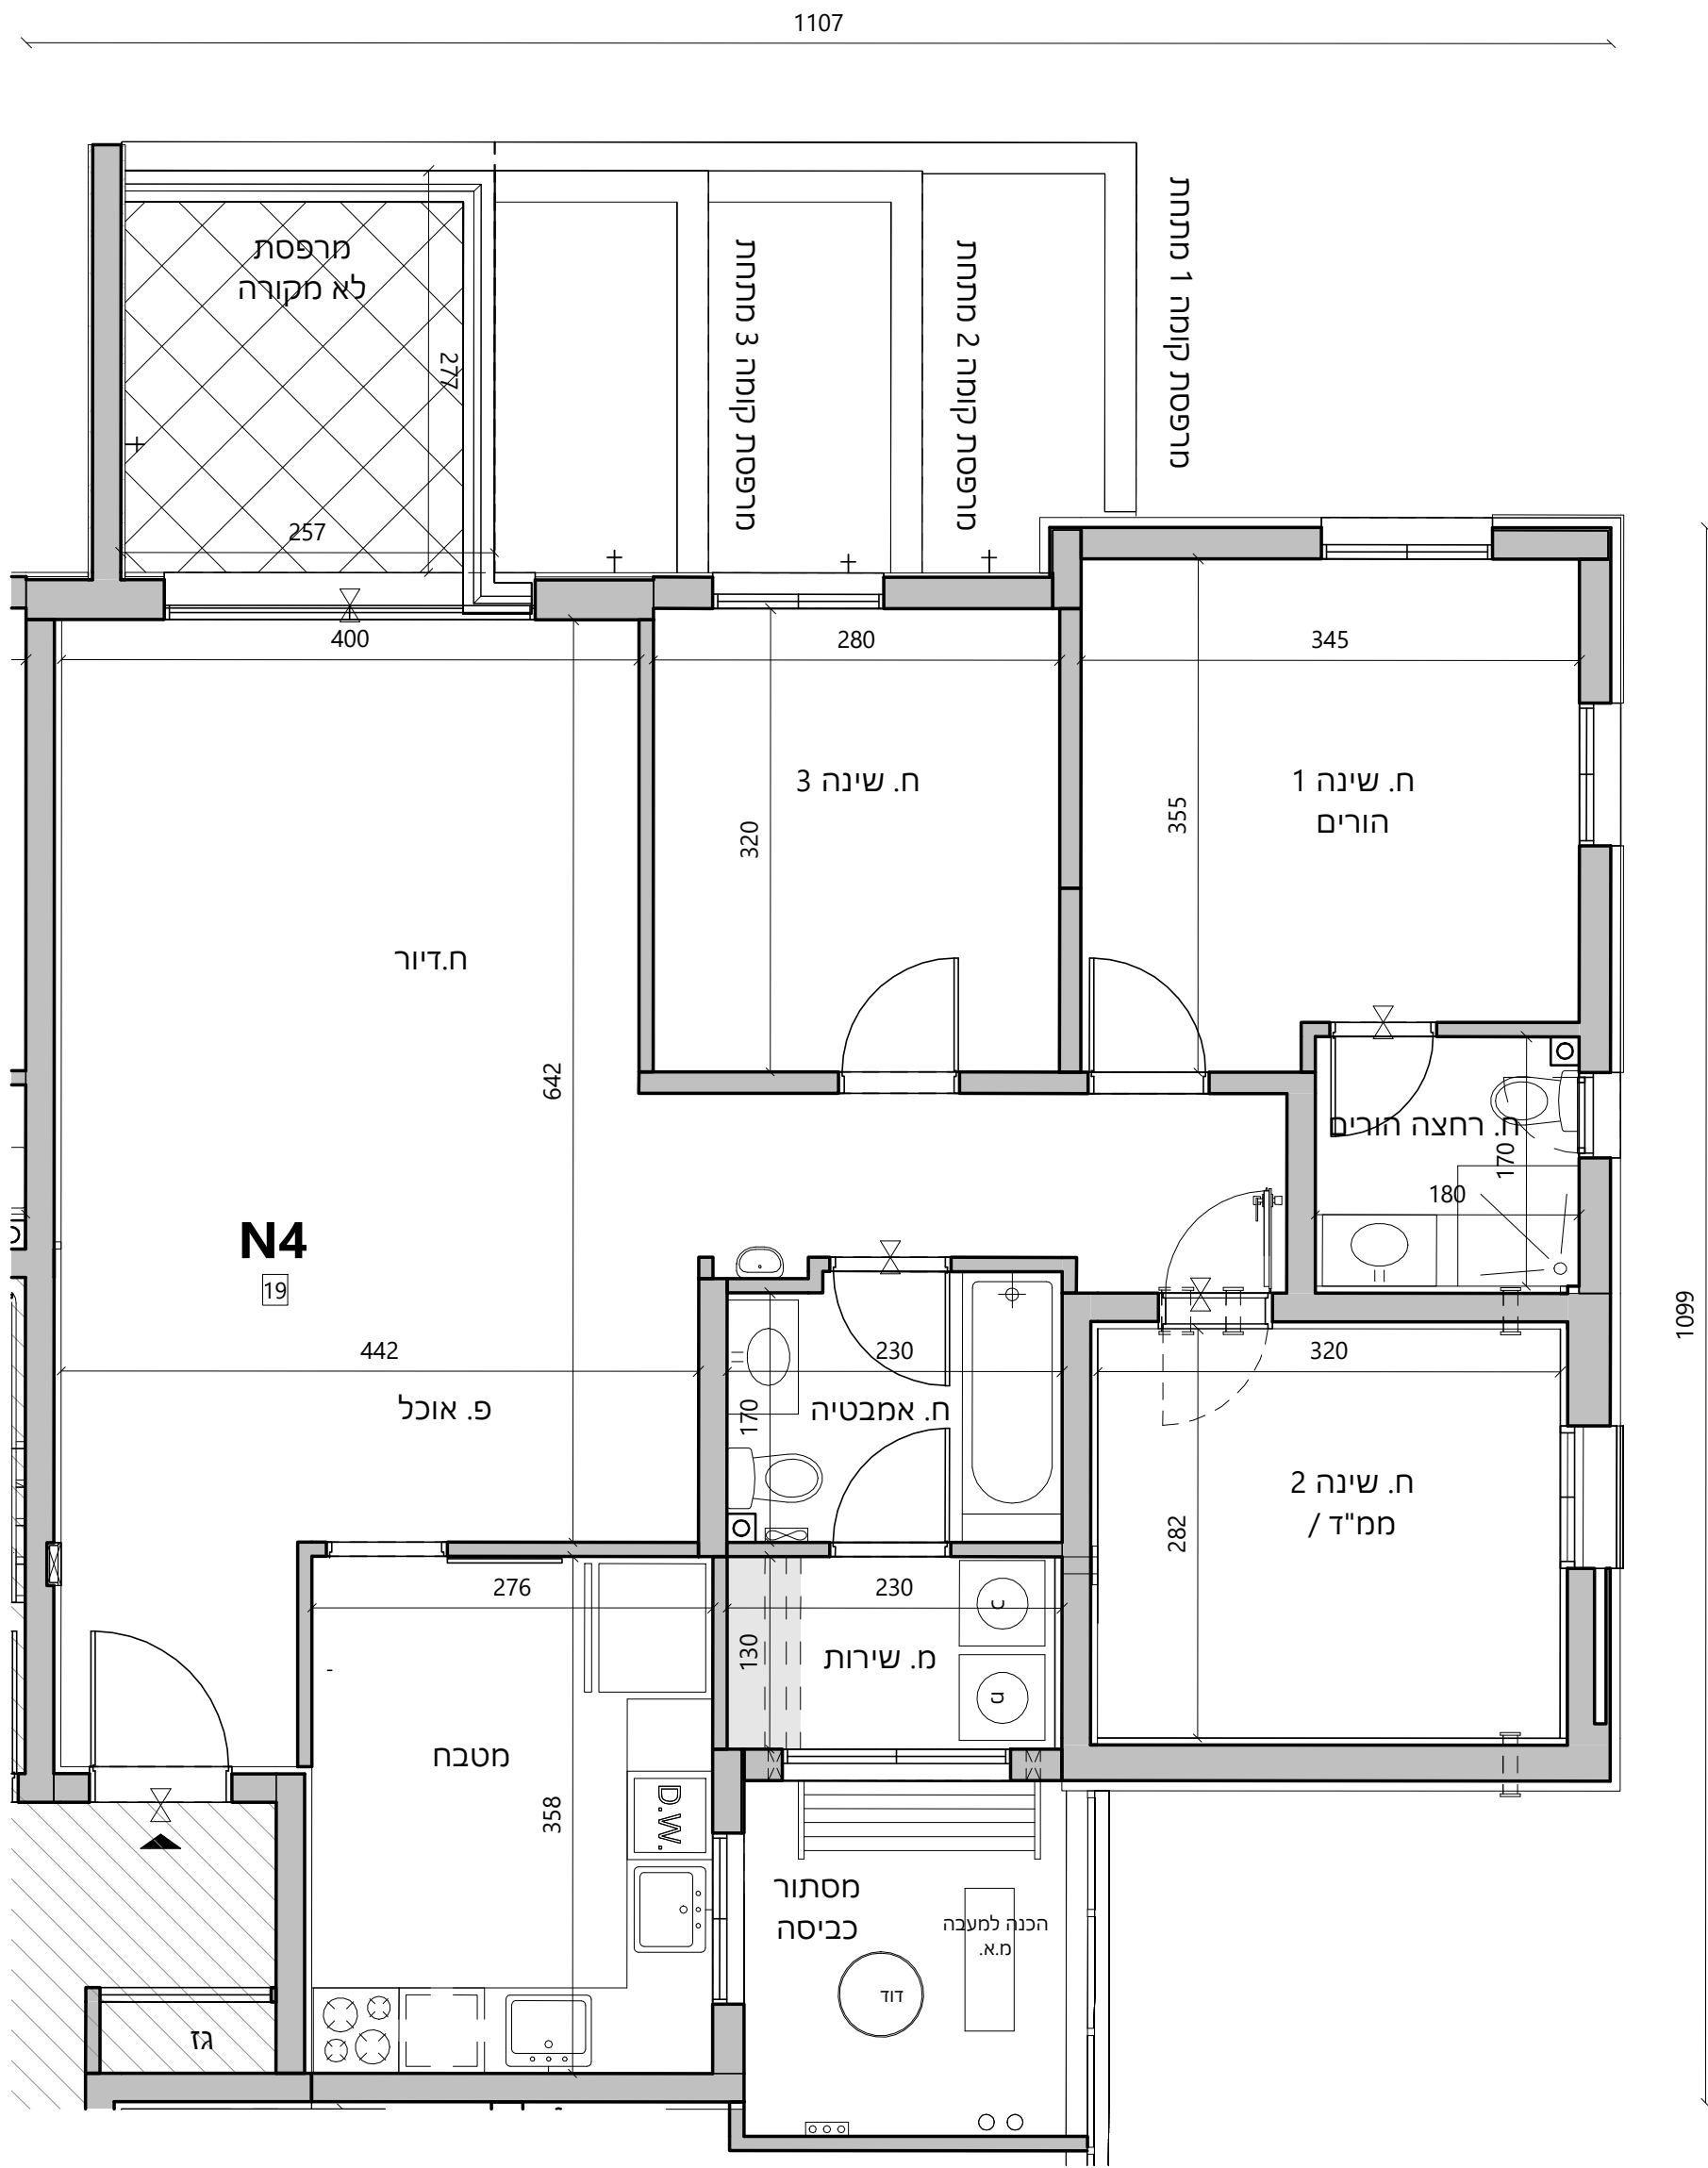 1107
מרפסת
לא מקורה
277
257
מרפסת קומה 3 מתחת
מרפסת קומה 2 מתחת
מרפסת קומה 1 מתחת
400
280
345
ח. שינה 3
320
ח. שינה 1
הורים
355
ח.דיור
642
ח. רחצה הורים
170
180
N4
19
442
230
320
1099
פ. אוכל
170
ח. אמבטיה
ח. שינה 2
/ ממ"ד
282
276
230
130
מ. שירות
כ
מ
מטבח
358
D.W.
מסתור
כביסה
הכנה למעבה
מ.א.
דוד
גז